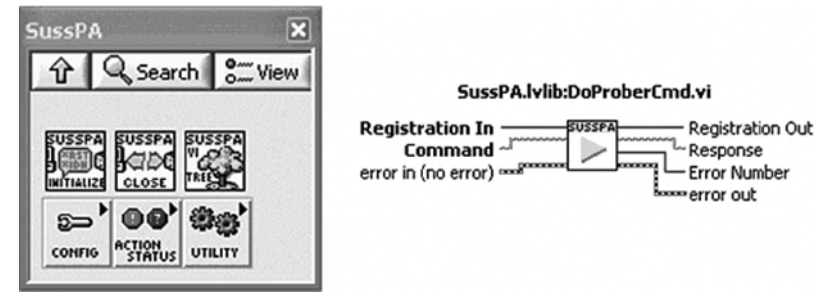 SussPA
Search
View
SUSSPA
INITIALIZE
SUSSPA
CLOSE
SUSSPA
VI
TREE
CONFIG
ACTION
STATUS
UTILITY
SussPA.lvlib:DoProberCmd.vi
Registration In
Command
error in (no error)
SUSSPA
Registration Out
Response
Error Number
error out